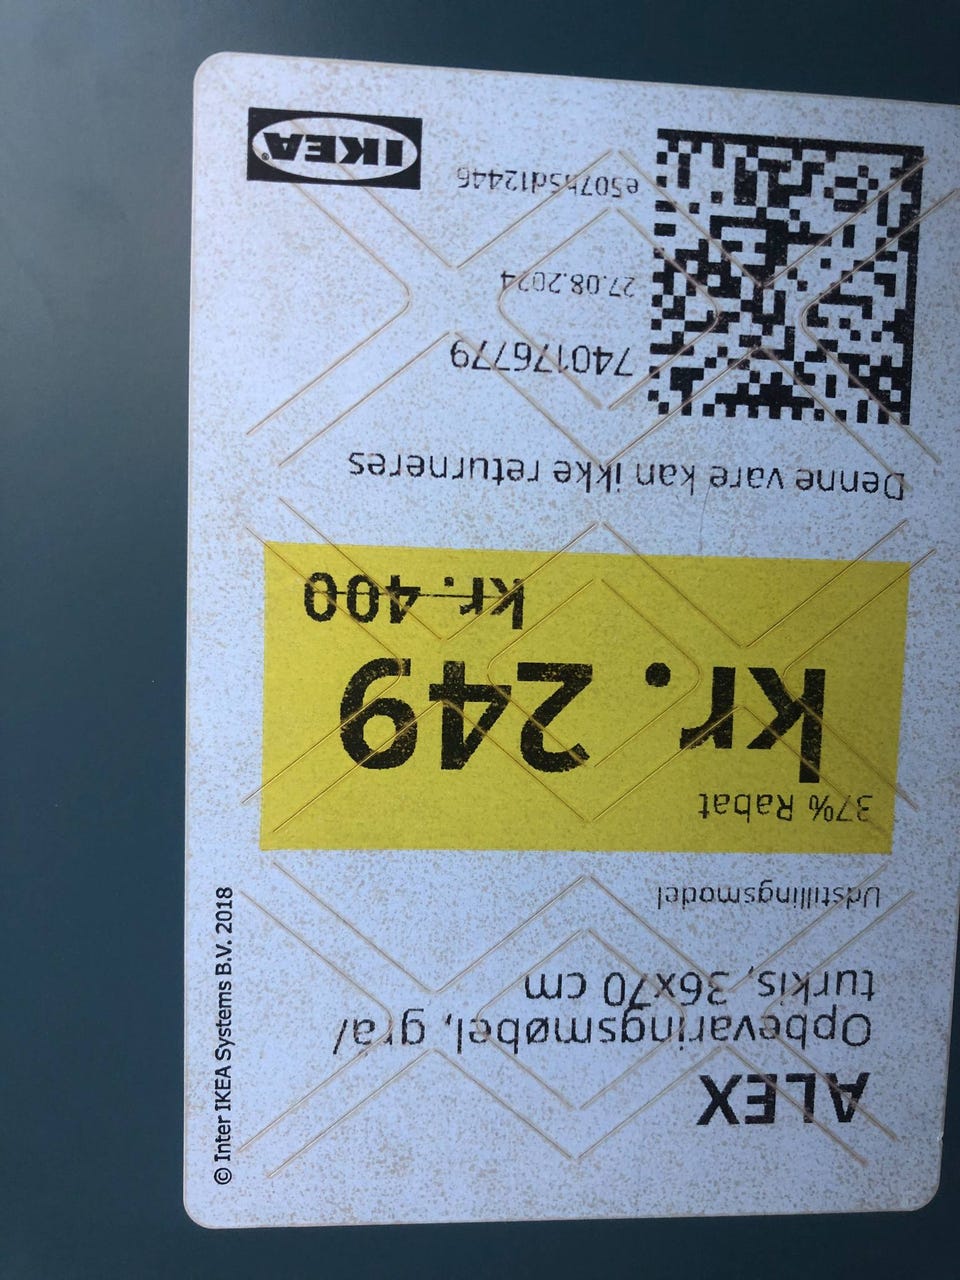 ALEX
Opbevaringsmøbel, grå/
turkis, 36x70 cm
Udstillingsmodel
37% Rabat
kr. 249
kr. 400
Denne vare kan ikke returneres
740176779
27.08.2024
e507hsd12446
IKEA®
© Inter IKEA Systems B.V. 2018